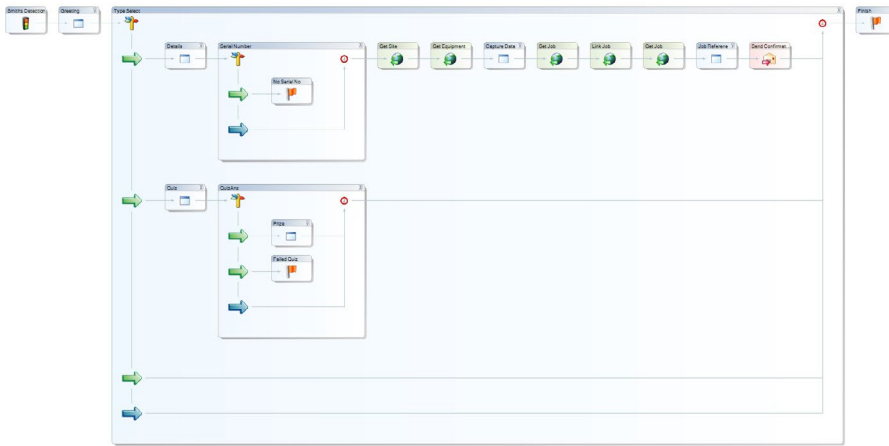 Smiths Detection
Greeting
Type Select
Finish
Details
Serial Number
Get Site
Get Equipment
Capture Data
Get Job
Link Job
Get Job
Job Referene
Send Confirmat
No Serial No
Quiz
QuizAns
Prize
Failed Quiz